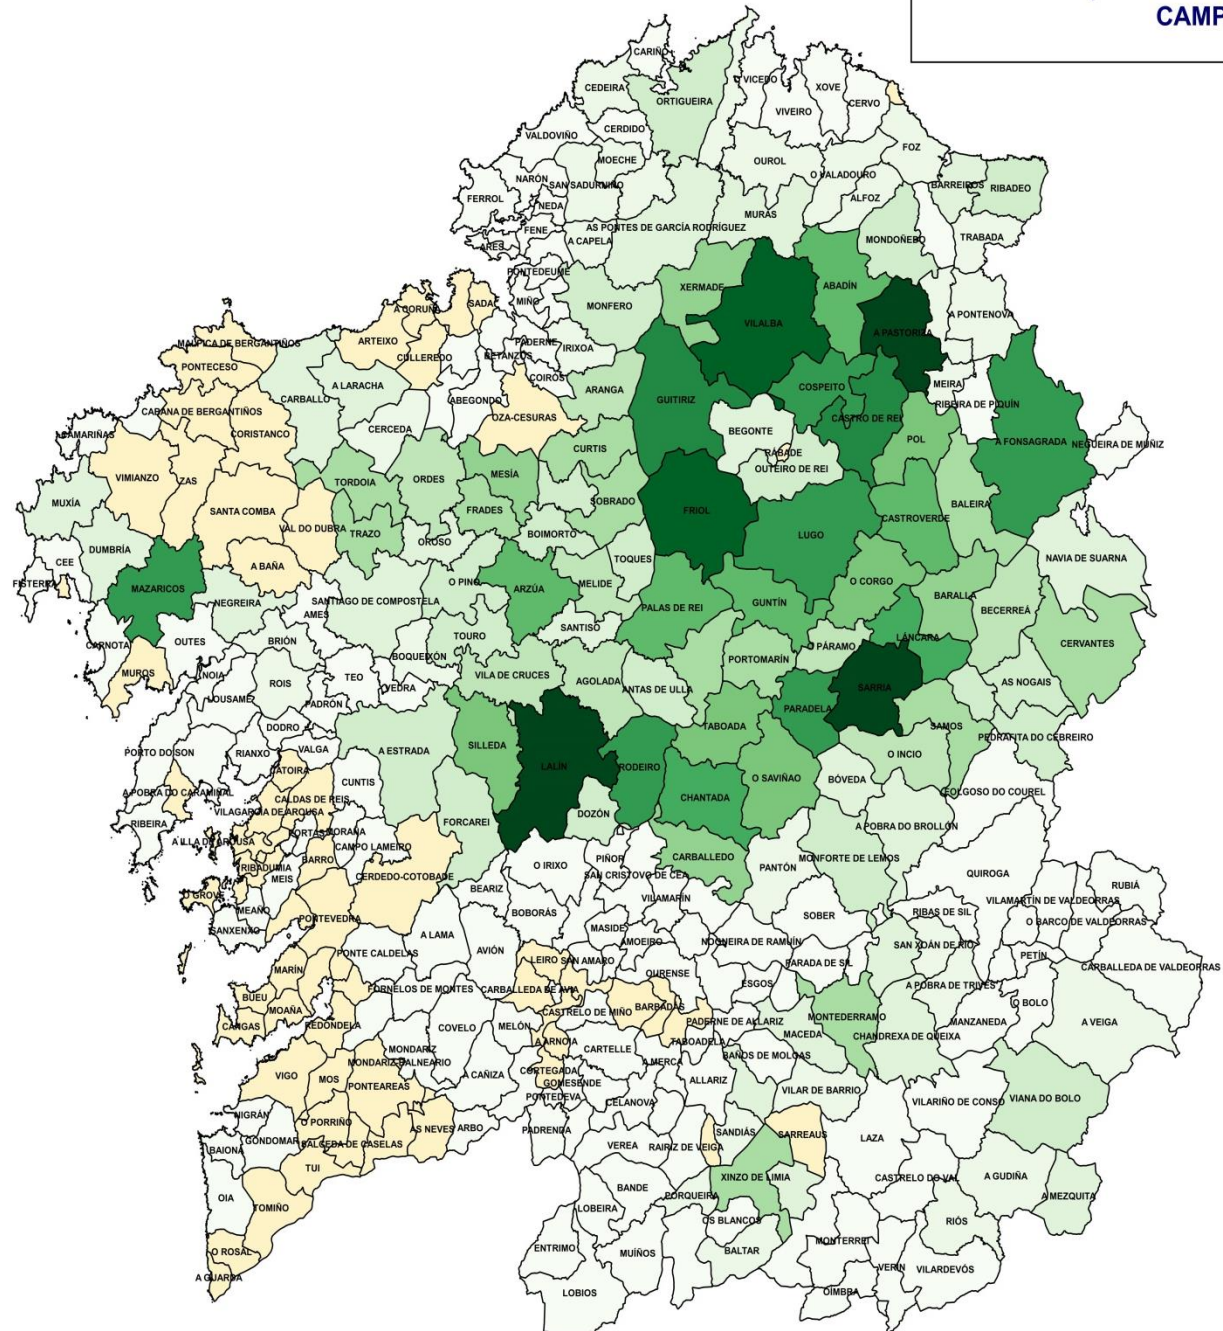 CAMP
CARIÑO
CEDEIRA
ORTIGUEIRA
O VICEDO
XOVE
VIVEIRO
CERVO
VALDOVIÑO
CERDIDO
MOECHE
OUROL
FOZ
NARÓN
SAN SADURNIÑO
O VALADOURO
BARREIROS
RIBADEO
FERROL
NEDA
ALFOZ
AS PONTES DE GARCÍA RODRÍGUEZ
MURAS
FENE
ARES
A CAPELA
MONDOÑEDO
TRABADA
PONTEDEUME
XERMADE
ABADÍN
A CORUÑA
SADA
MIÑO
MONFERO
A PONTENOVA
VILALBA
A PASTORIZA
MALPICA DE BERGANTIÑOS
ARTEIXO
PADERNE
IRIXOA
CULLEREDO
BETANZOS
PONTECESO
COIRÓS
MEIRA
A LARACHA
ARANGA
COSPEITO
CARBALLO
ABEGONDO
GUITIRIZ
RIBEIRA DE PIQUÍN
CABANA DE BERGANTIÑOS
OZA-CESURAS
CASTRO DE REI
CAMARIÑAS
CORISTANCO
CERCEDA
BEGONTE
POL
A FONSAGRADA
NEGUEIRA DE MUÑIZ
CURTIS
RÁBADE
VIMIANZO
ZAS
ORDES
MESÍA
OUTEIRO DE REI
TORDOIA
MUXÍA
SOBRADO
BALEIRA
SANTA COMBA
FRADES
FRIOL
CASTROVERDE
VAL DO DUBRA
TRAZO
BOIMORTO
LUGO
OROSO
DUMBRÍA
TOQUES
NAVIA DE SUARNA
CEE
A BAÑA
FISTERRA
MAZARICOS
O PINO
ARZÚA
MELIDE
O CORGO
NEGREIRA
SANTIAGO DE COMPOSTELA
GUNTÍN
BARALLA
AMES
PALAS DE REI
BECERREÁ
SANTISO
TOURO
LÁNCARA
CARNOTA
OUTES
BRIÓN
CERVANTES
BOQUEIXÓN
O PÁRAMO
PORTOMARÍN
MUROS
NOIA
ROIS
TEO
VILA DE CRUCES
AGOLADA
AS NOGAIS
LOUSAME
VEDRA
ANTAS DE ULLA
SARRIA
PADRÓN
PARADELA
DODRO
TABOADA
SAMOS
PORTO DO SON
RIANXO
VALGA
A ESTRADA
SILLEDA
PEDRAFITA DO CEBREIRO
O INCIO
LALÍN
RODEIRO
CATOIRA
CUNTIS
O SAVIÑAO
BÓVEDA
A POBRA DO CARAMIÑAL
CALDAS DE REIS
CHANTADA
FOLGOSO DO COUREL
VILAGARCÍA DE AROUSA
DOZÓN
RIBEIRA
FORCAREI
A POBRA DO BROLLÓN
PORTAS
MORAÑA
A ILLA DE AROUSA
CAMPO LAMEIRO
CARBALLEDO
MONFORTE DE LEMOS
BARRO
PIÑOR
O IRIXO
PANTÓN
RIBADUMIA
CERDEDO-COTOBADE
SAN CRISTOVO DE CEA
QUIROGA
MEIS
RUBIÁ
O GROVE
BEARIZ
VILAMARÍN
VILAMARTÍN DE VALDEORRAS
MEAÑO
BOBORÁS
SOBER
RIBAS DE SIL
PONTEVEDRA
O BARCO DE VALDEORRAS
SANXENXO
A LAMA
MASIDE
AMOEIRO
NOGUEIRA DE RAMUÍN
SAN XOÁN DE RÍO
PONTE CALDELAS
AVIÓN
LEIRO
SAN AMARO
PARADA DE SIL
PETÍN
CARBALLEDA DE VALDEORRAS
MARÍN
OURENSE
ESGOS
A POBRA DE TRIVES
FORNELOS DE MONTES
CARBALLEDA DE AVIA
BUEU
O BOLO
MOAÑA
CASTRELO DE MIÑO
BARBADÁS
MONTEDERRAMO
MANZANEDA
CANGAS
REDONDELA
COVELO
MELÓN
PADERNE DE ALLARIZ
MACEDA
A VEIGA
A ARNOIA
TABOADELA
CHANDREXA DE QUEIXA
MONDARIZ
CARTELLE
BAÑOS DE MOLGAS
MONDARIZ-BALNEARIO
CORTEGADA
A MERCA
VIGO
MOS
A CAÑIZA
GOMESENDE
ALLARIZ
PONTEAREAS
PONTEDEVA
VILAR DE BARRIO
CELANOVA
VILARIÑO DE CONSO
VIANA DO BOLO
NIGRÁN
O PORRIÑO
AS NEVES
ARBO
PADRENDA
SANDIÁS
SARREAUS
LAZA
GONDOMAR
SALCEDA DE CASELAS
BAIONA
VEREA
RAIRIZ DE VEIGA
TUI
CASTRELO DO VAL
A GUDIÑA
OIA
XINZO DE LIMIA
BANDE
TOMIÑO
PORQUEIRA
A MEZQUITA
LOBEIRA
OS BLANCOS
RIÓS
O ROSAL
ENTRIMO
MUÍÑOS
BALTAR
MONTERREI
VERÍN
VILARDEVÓS
A GUARDA
LOBIOS
OÍMBRA